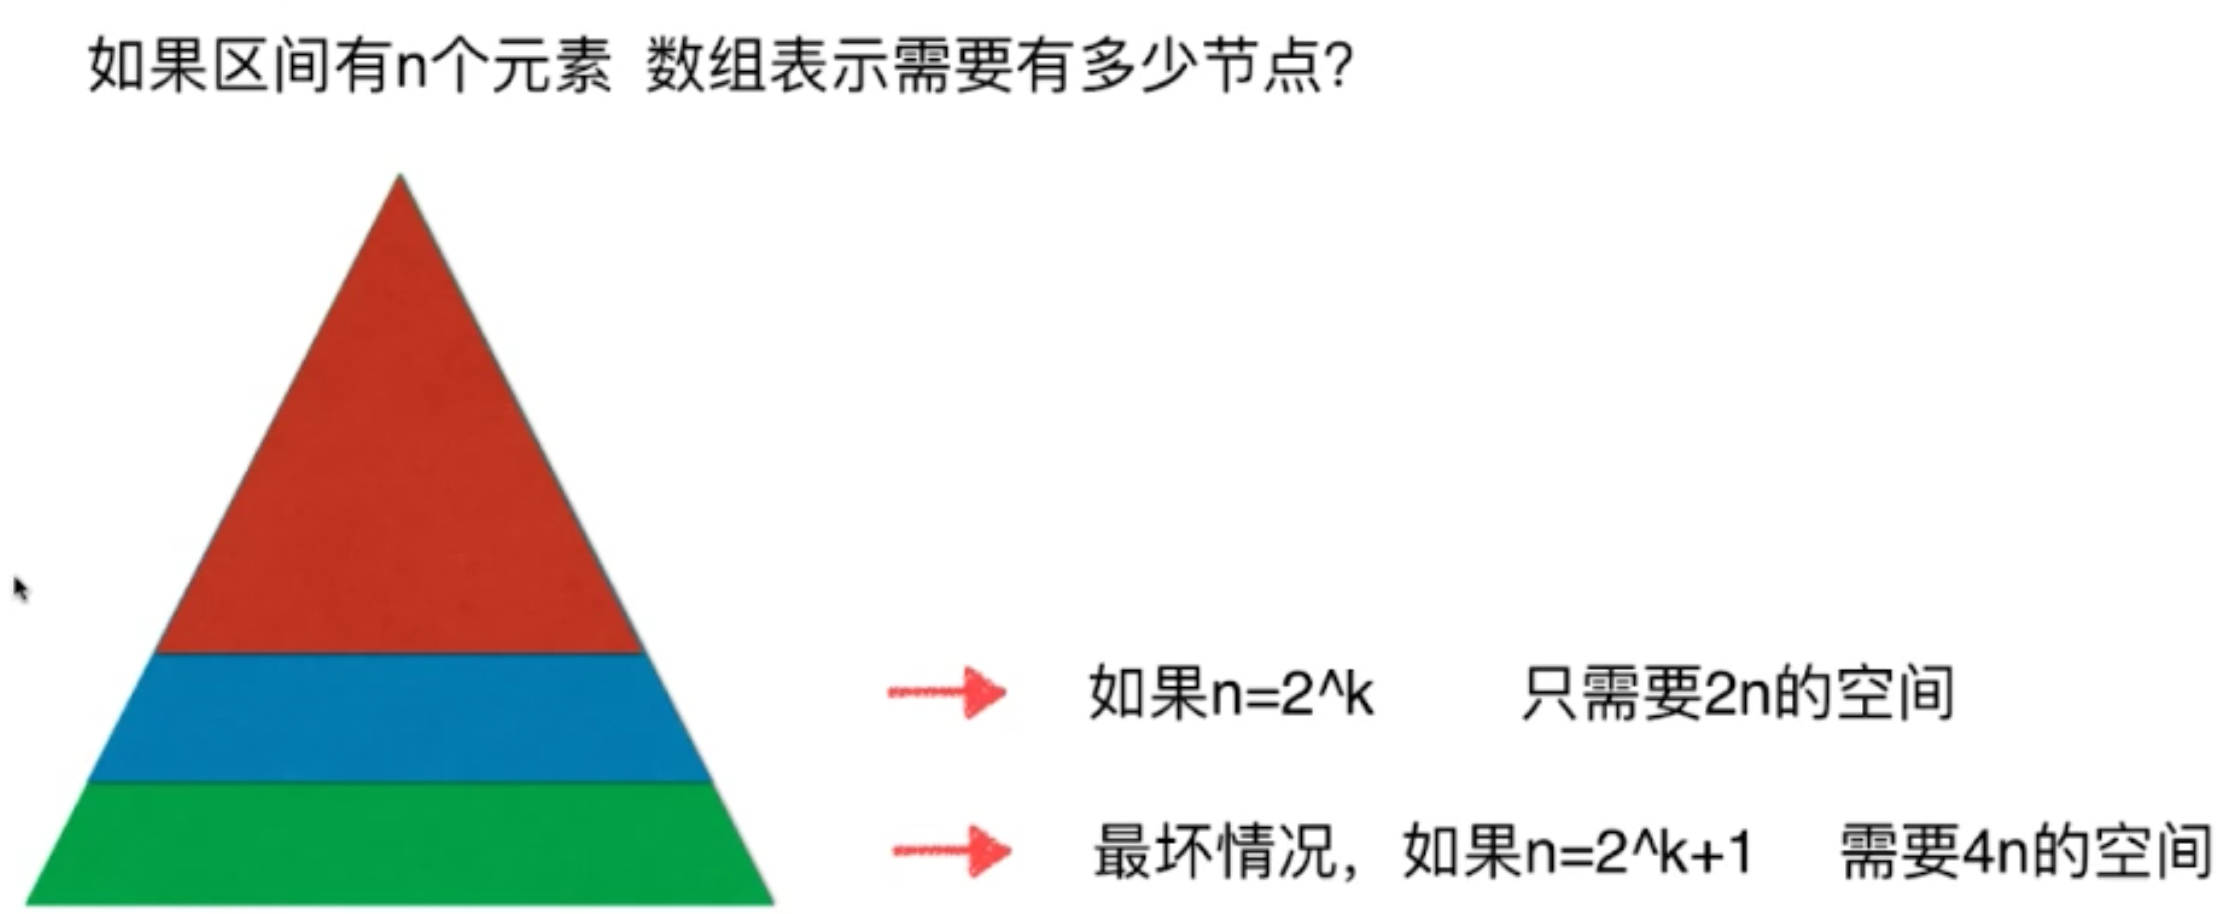 如果区间有n个元素 数组表示需要有多少节点?
如果n=2^k 只需要2n的空间
最坏情况，如果n=2^k+1 需要4n的空间